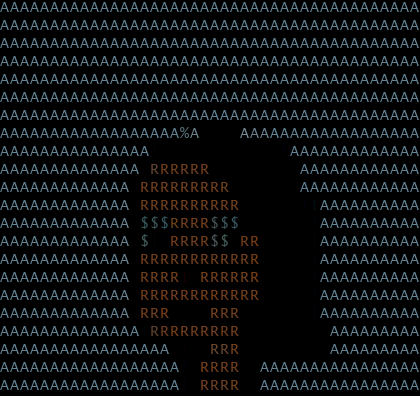 AAAAAAAAAAAAAAAAAAAAAAAAAAAAAAAAAAAAAAAAAA
AAAAAAAAAAAAAAAAAAAAAAAAAAAAAAAAAAAAAAAAAA
AAAAAAAAAAAAAAAAAAAAAAAAAAAAAAAAAAAAAAAAAA
AAAAAAAAAAAAAAAAAAAAAAAAAAAAAAAAAAAAAAAAAA
AAAAAAAAAAAAAAAAAAAAAAAAAAAAAAAAAAAAAAAAAA
AAAAAAAAAAAAAAAAAAAAAAAAAAAAAAAAAAAAAAAAAA
AAAAAAAAAAAAAAAAAAAAAAAAAAAAAAAAAAAAAAAAAA
AAAAAAAAAAAAAAAAAA%A    AAAAAAAAAAAAAAAAAA
AAAAAAAAAAAAAAA              AAAAAAAAAAAAA
AAAAAAAAAAAAAA RRRRRR         AAAAAAAAAAAA
AAAAAAAAAAAAA RRRRRRRRR       AAAAAAAAAAAA
AAAAAAAAAAAAA RRRRRRRRRR        AAAAAAAAAA
AAAAAAAAAAAAA $$$RRRR$$$        AAAAAAAAAA
AAAAAAAAAAAAA $  RRRR$$ RR      AAAAAAAAAA
AAAAAAAAAAAAA RRRRRRRRRRRR      AAAAAAAAAA
AAAAAAAAAAAAA RRRR  RRRRRR      AAAAAAAAAA
AAAAAAAAAAAAA RRRRRRRRRRRR      AAAAAAAAAA
AAAAAAAAAAAAA RRR    RRR        AAAAAAAAAA
AAAAAAAAAAAAAA RRRRRRRRR         AAAAAAAAA
AAAAAAAAAAAAAAAAA    RRR         AAAAAAAAA
AAAAAAAAAAAAAAAAAA  RRRR  AAAAAAAAAAAAAAAA
AAAAAAAAAAAAAAAAAA  RRRR  AAAAAAAAAAAAAAAA